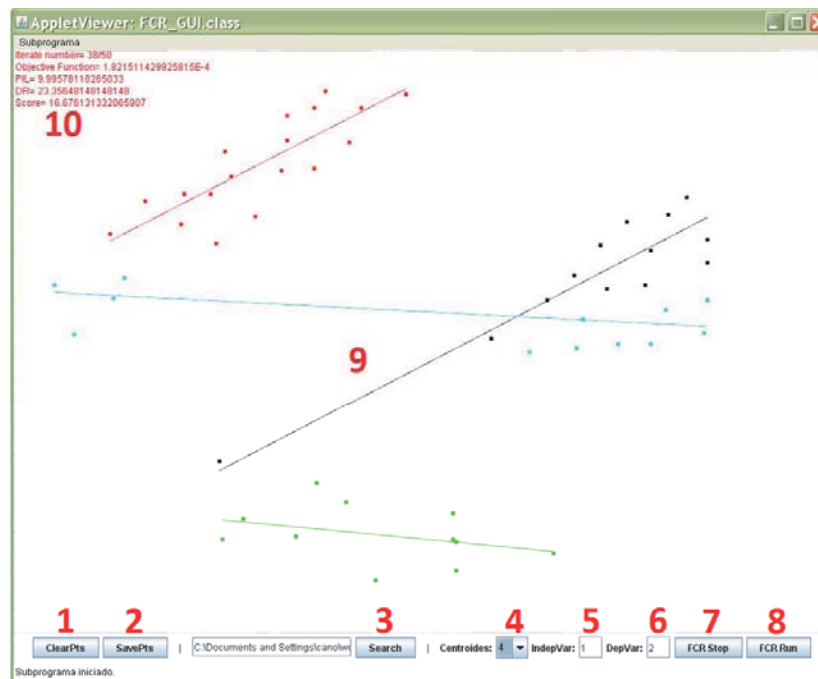 AppletViewer: FCR_GUI.class
Subprograma
Iterate number= 38/50
Objective Function= 1.821511429925815E-4
PIL= 9.99578118265033
DR= 23.35648148148148
Score= 16.676131332065907
10
9
1 2 3 4 5 6 7 8
ClearPts SavePts | C:\Documents and Settings\cano\w Search | Centroides: 4 IndepVar: 1 DepVar: 2 FCR Stop FCR Run
Subprograma iniciado.